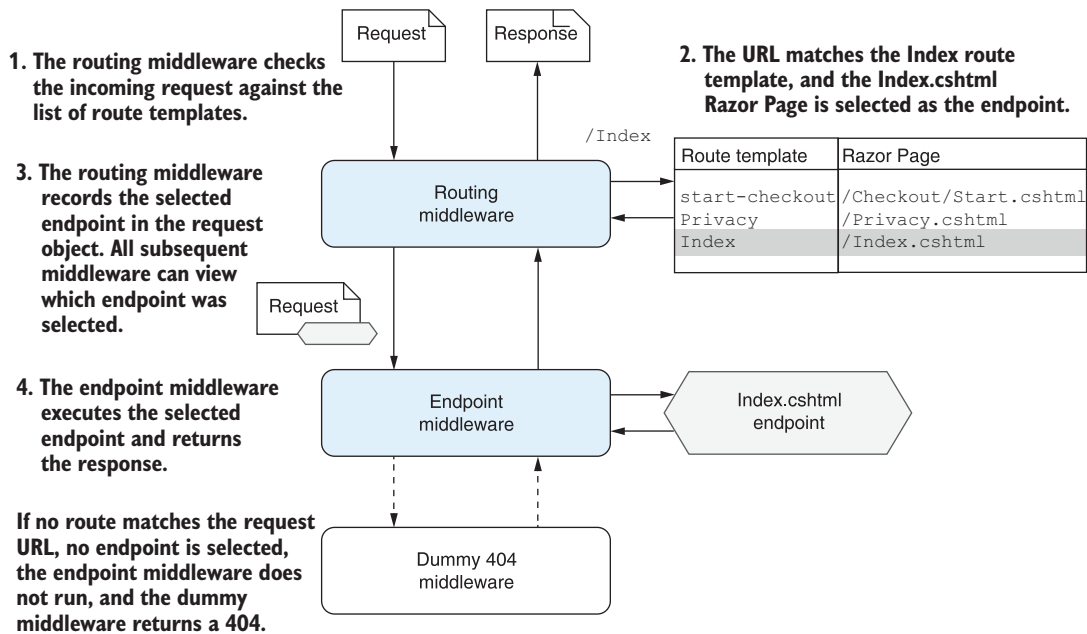 Request
Response
1. The routing middleware checks
the incoming request against the
list of route templates.
2. The URL matches the Index route
template, and the Index.cshtml
Razor Page is selected as the endpoint.
/Index
Route template Razor Page
start-checkout /Checkout/Start.cshtml
Privacy /Privacy.cshtml
Index /Index.cshtml
Routing
middleware
3. The routing middleware
records the selected
endpoint in the request
object. All subsequent
middleware can view
which endpoint was
selected.
Request
4. The endpoint middleware
executes the selected
endpoint and returns
the response.
Endpoint
middleware
Index.cshtml
endpoint
If no route matches the request
URL, no endpoint is selected,
the endpoint middleware does
not run, and the dummy
middleware returns a 404.
Dummy 404
middleware